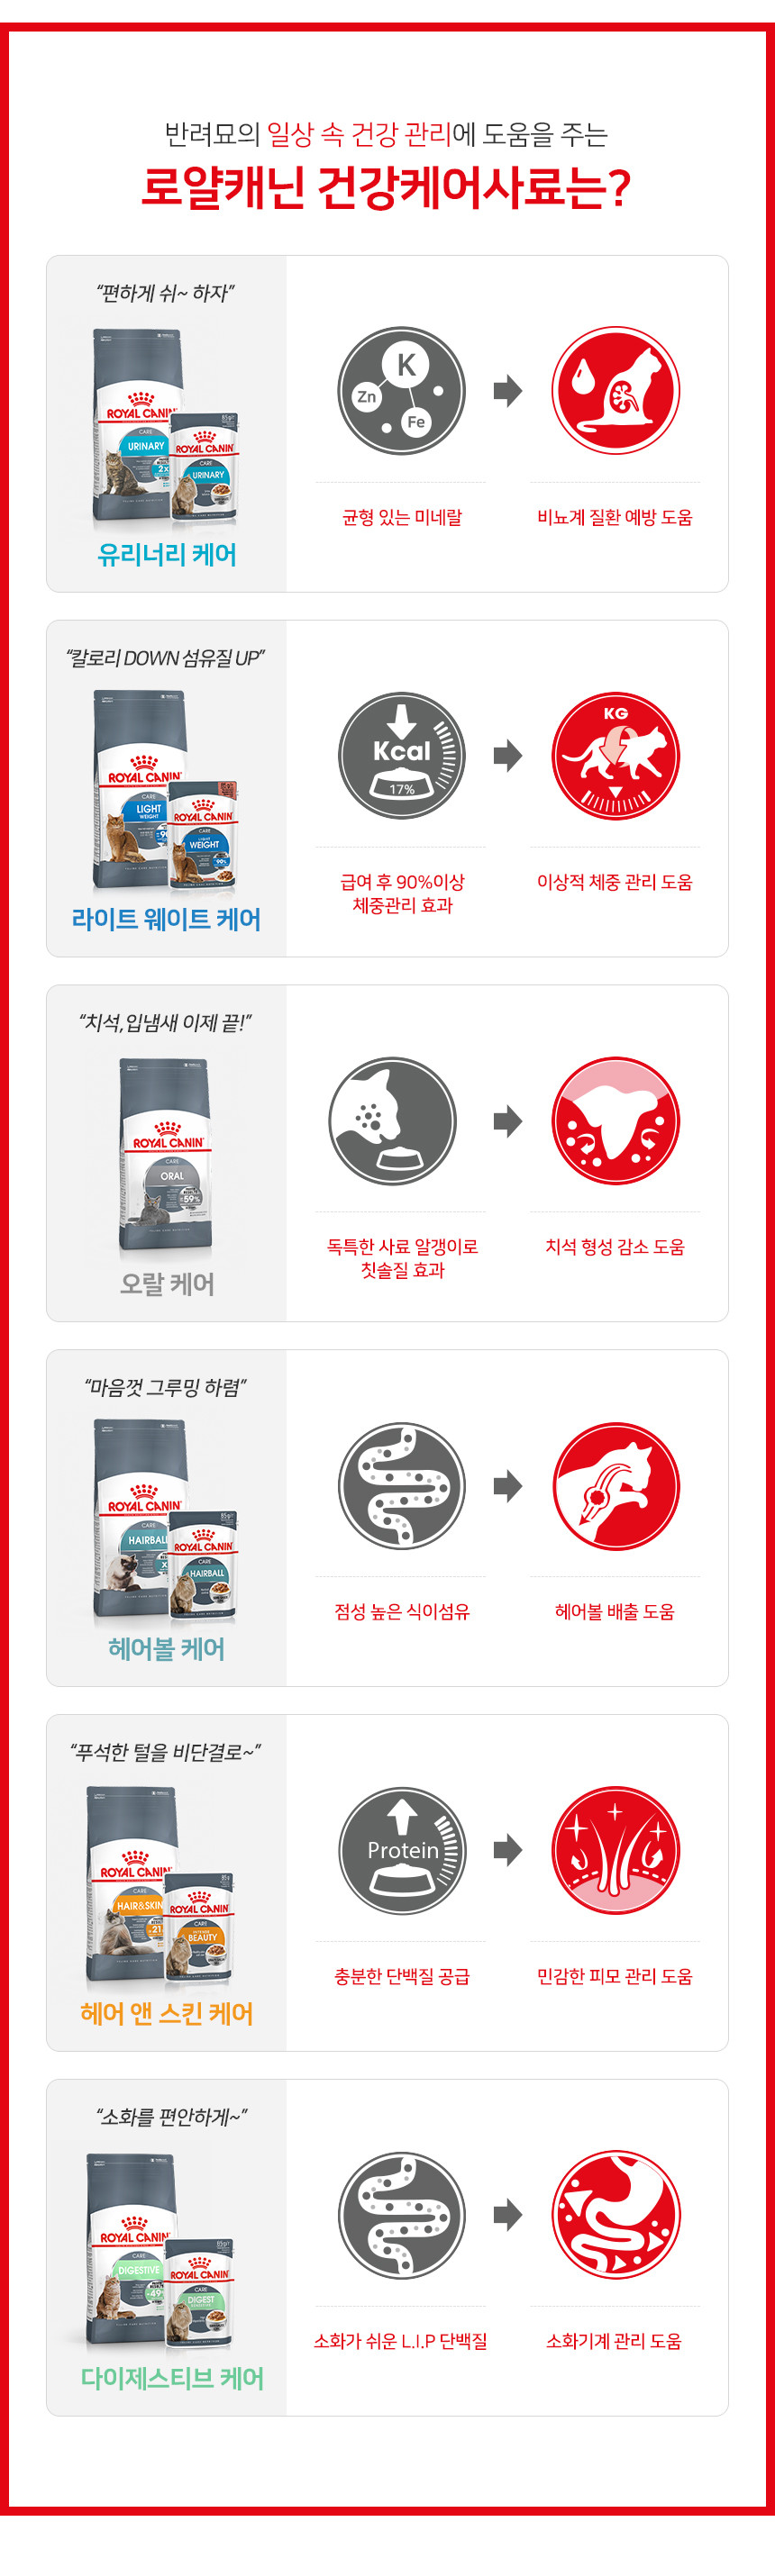 반려묘의 일상 속 건강 관리에 도움을 주는
로얄캐닌 건강케어사료는?
“편하게 쉬~ 하자”
ROYAL CANIN
CARE
URINARY
2x
85g
ROYAL CANIN
CARE
URINARY
유리너리 케어
K
Zn
Fe
균형 있는 미네랄
비뇨계 질환 예방 도움
“칼로리 DOWN 섬유질 UP”
ROYAL CANIN
CARE
LIGHT
WEIGHT
ROYAL CANIN
CARE
LIGHT
WEIGHT
90%
라이트 웨이트 케어
Kcal
17%
급여 후 90%이상
체중관리 효과
KG
이상적 체중 관리 도움
“치석,입냄새 이제 끝!”
ROYAL CANIN
CARE
ORAL
59%
오랄 케어
독특한 사료 알갱이로
칫솔질 효과
치석 형성 감소 도움
“마음껏 그루밍 하렴”
ROYAL CANIN
CARE
HAIRBALL
85g
ROYAL CANIN
CARE
HAIRBALL
헤어볼 케어
점성 높은 식이섬유
헤어볼 배출 도움
“푸석한 털을 비단결로~”
ROYAL CANIN
CARE
HAIR&SKIN
85g
ROYAL CANIN
CARE
INTENSE
BEAUTY
헤어 앤 스킨 케어
Protein
충분한 단백질 공급
민감한 피모 관리 도움
“소화를 편안하게~”
ROYAL CANIN
CARE
DIGESTIVE
85g
ROYAL CANIN
CARE
DIGEST
다이제스티브 케어
소화가 쉬운 L.I.P 단백질
소화기계 관리 도움